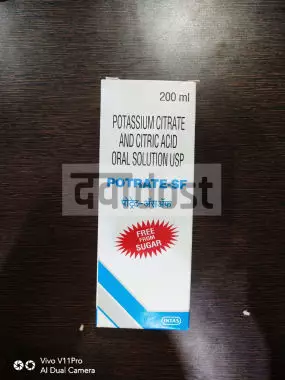 200 ml
POTASSIUM CITRATE
AND CITRIC ACID
ORAL SOLUTION USP
POTRATE-SF
पोट्रेट-असॅअॅफ
FREE
FROM
SUGAR
INTAS
Vivo V11Pro
AI Dual Camera